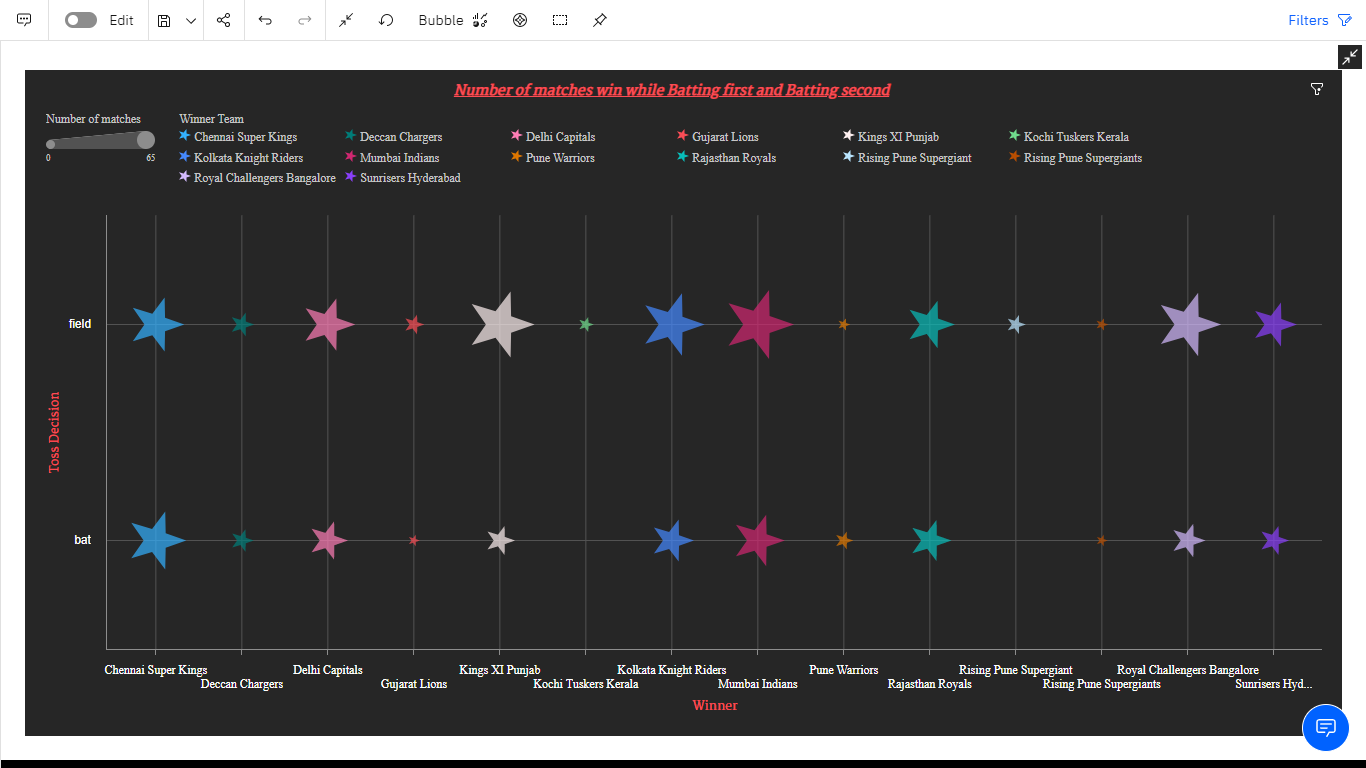 Edit Bubble Filters
Number of matches win while Batting first and Batting second
Number of matches
0 65
Winner Team
Chennai Super Kings Deccan Chargers Delhi Capitals Gujarat Lions Kings XI Punjab Kochi Tuskers Kerala
Kolkata Knight Riders Mumbai Indians Pune Warriors Rajasthan Royals Rising Pune Supergiant Rising Pune Supergiants
Royal Challengers Bangalore Sunrisers Hyderabad
Toss Decision
field
bat
Chennai Super Kings Delhi Capitals Kings XI Punjab Kolkata Knight Riders Pune Warriors Rising Pune Supergiant Royal Challengers Bangalore
Deccan Chargers Gujarat Lions Kochi Tuskers Kerala Mumbai Indians Rajasthan Royals Rising Pune Supergiants Sunrisers Hyd...
Winner